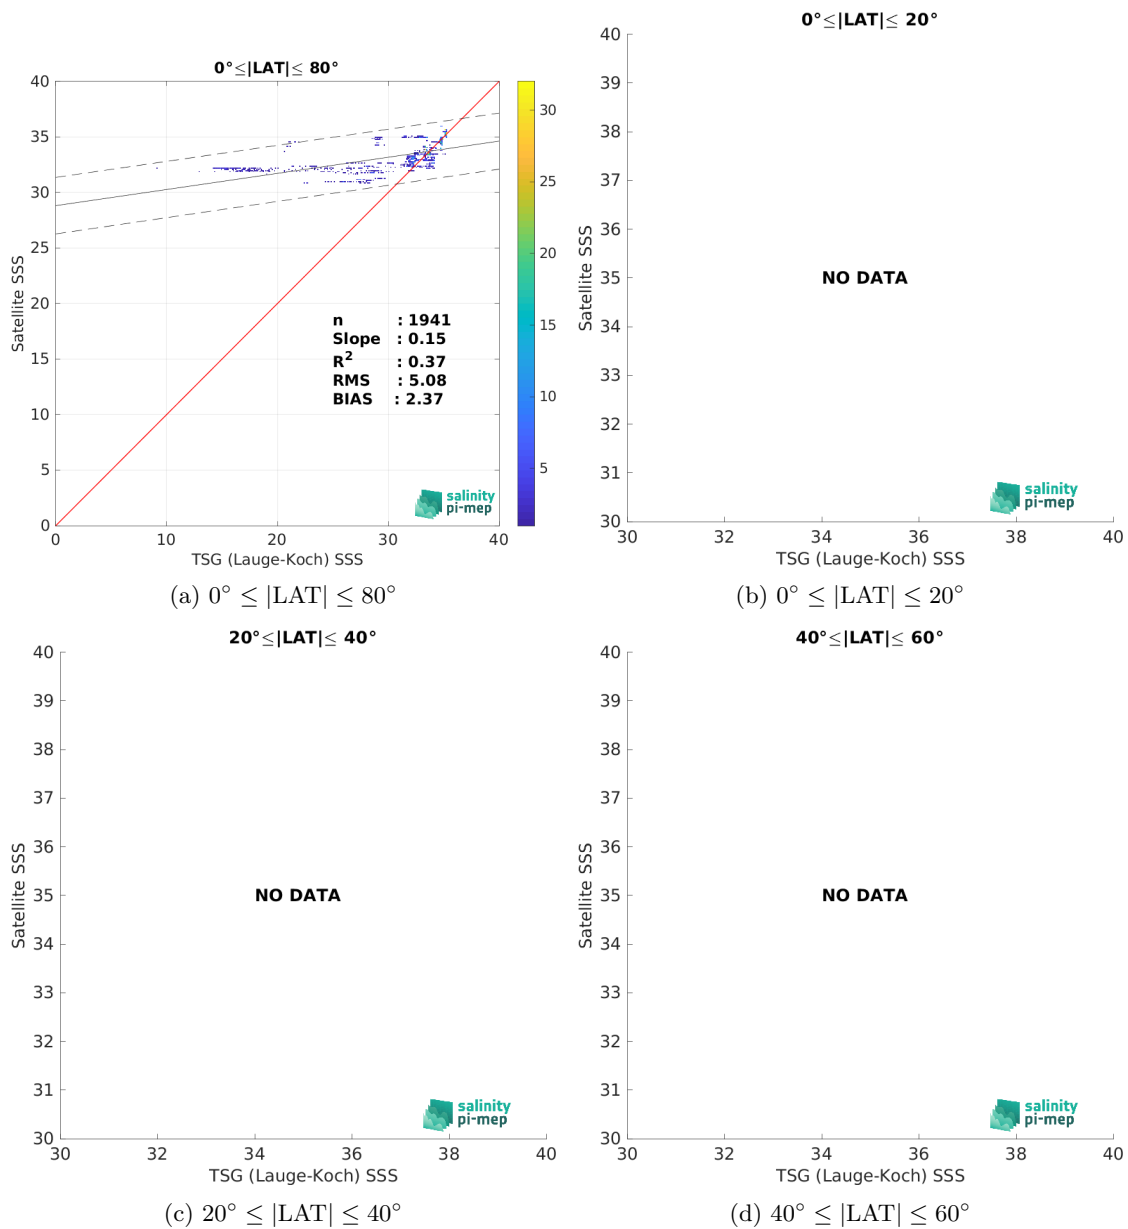 0°≤|LAT|≤ 80°
40
35
30
25
20
15
10
5
0
0
10
20
30
40
Satellite SSS
TSG (Lauge-Koch) SSS
n : 1941
Slope : 0.15
R² : 0.37
RMS : 5.08
BIAS : 2.37
salinity
pi-mep
30
25
20
15
10
5
(a) 0° ≤ |LAT| ≤ 80°
0°≤|LAT|≤ 20°
40
39
38
37
36
35
34
33
32
31
30
30
32
34
36
38
40
Satellite SSS
NO DATA
salinity
pi-mep
TSG (Lauge-Koch) SSS
(b) 0° ≤ |LAT| ≤ 20°
20°≤|LAT|≤ 40°
40
39
38
37
36
35
34
33
32
31
30
30
32
34
36
38
40
Satellite SSS
NO DATA
salinity
pi-mep
TSG (Lauge-Koch) SSS
(c) 20° ≤ |LAT| ≤ 40°
40°≤|LAT|≤ 60°
40
39
38
37
36
35
34
33
32
31
30
30
32
34
36
38
40
Satellite SSS
NO DATA
salinity
pi-mep
TSG (Lauge-Koch) SSS
(d) 40° ≤ |LAT| ≤ 60°